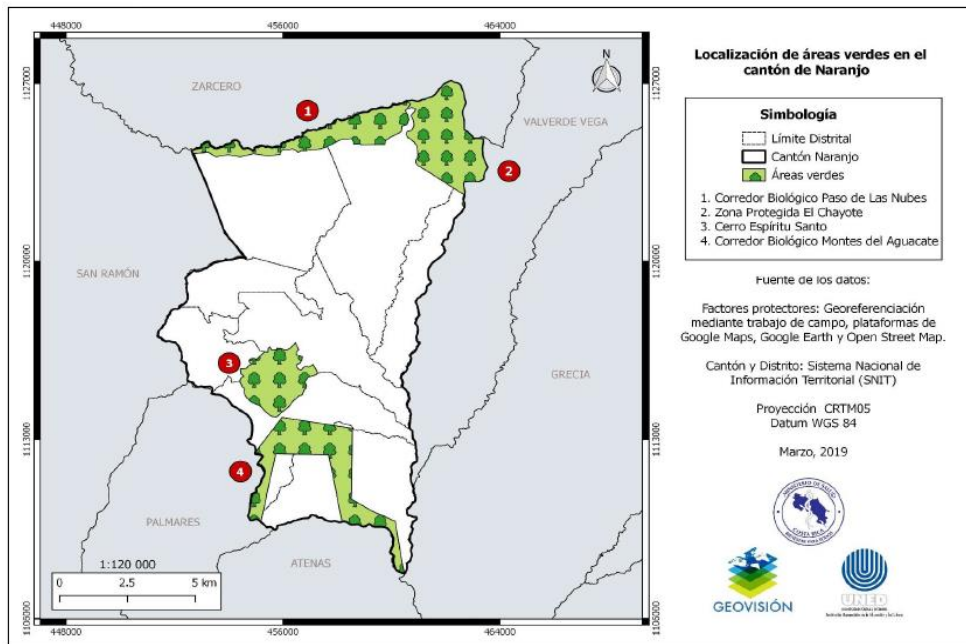 448000
456000
464000
1127000
1120000
1113000
1106000
1127000
1120000
1113000
1106000
ZARCERO
VALVERDE VEGA
SAN RAMÓN
GRECIA
PALMARES
ATENAS
N
1
2
3
4
1:120 000
0 2.5 5 km
448000
456000
464000
Localización de áreas verdes en el
cantón de Naranjo
Simbología
Límite Distrital
Cantón Naranjo
Áreas verdes
1. Corredor Biológico Paso de Las Nubes
2. Zona Protegida El Chayote
3. Cerro Espíritu Santo
4. Corredor Biológico Montes del Aguacate
Fuente de los datos:
Factores protectores: Georeferenciación
mediante trabajo de campo, plataformas de
Google Maps, Google Earth y Open Street Map.
Cantón y Distrito: Sistema Nacional de
Información Territorial (SNIT)
Proyección CRTM05
Datum WGS 84
Marzo, 2019
MINISTERIO DE SALUD
COSTA RICA
GEOVISIÓN
UNED